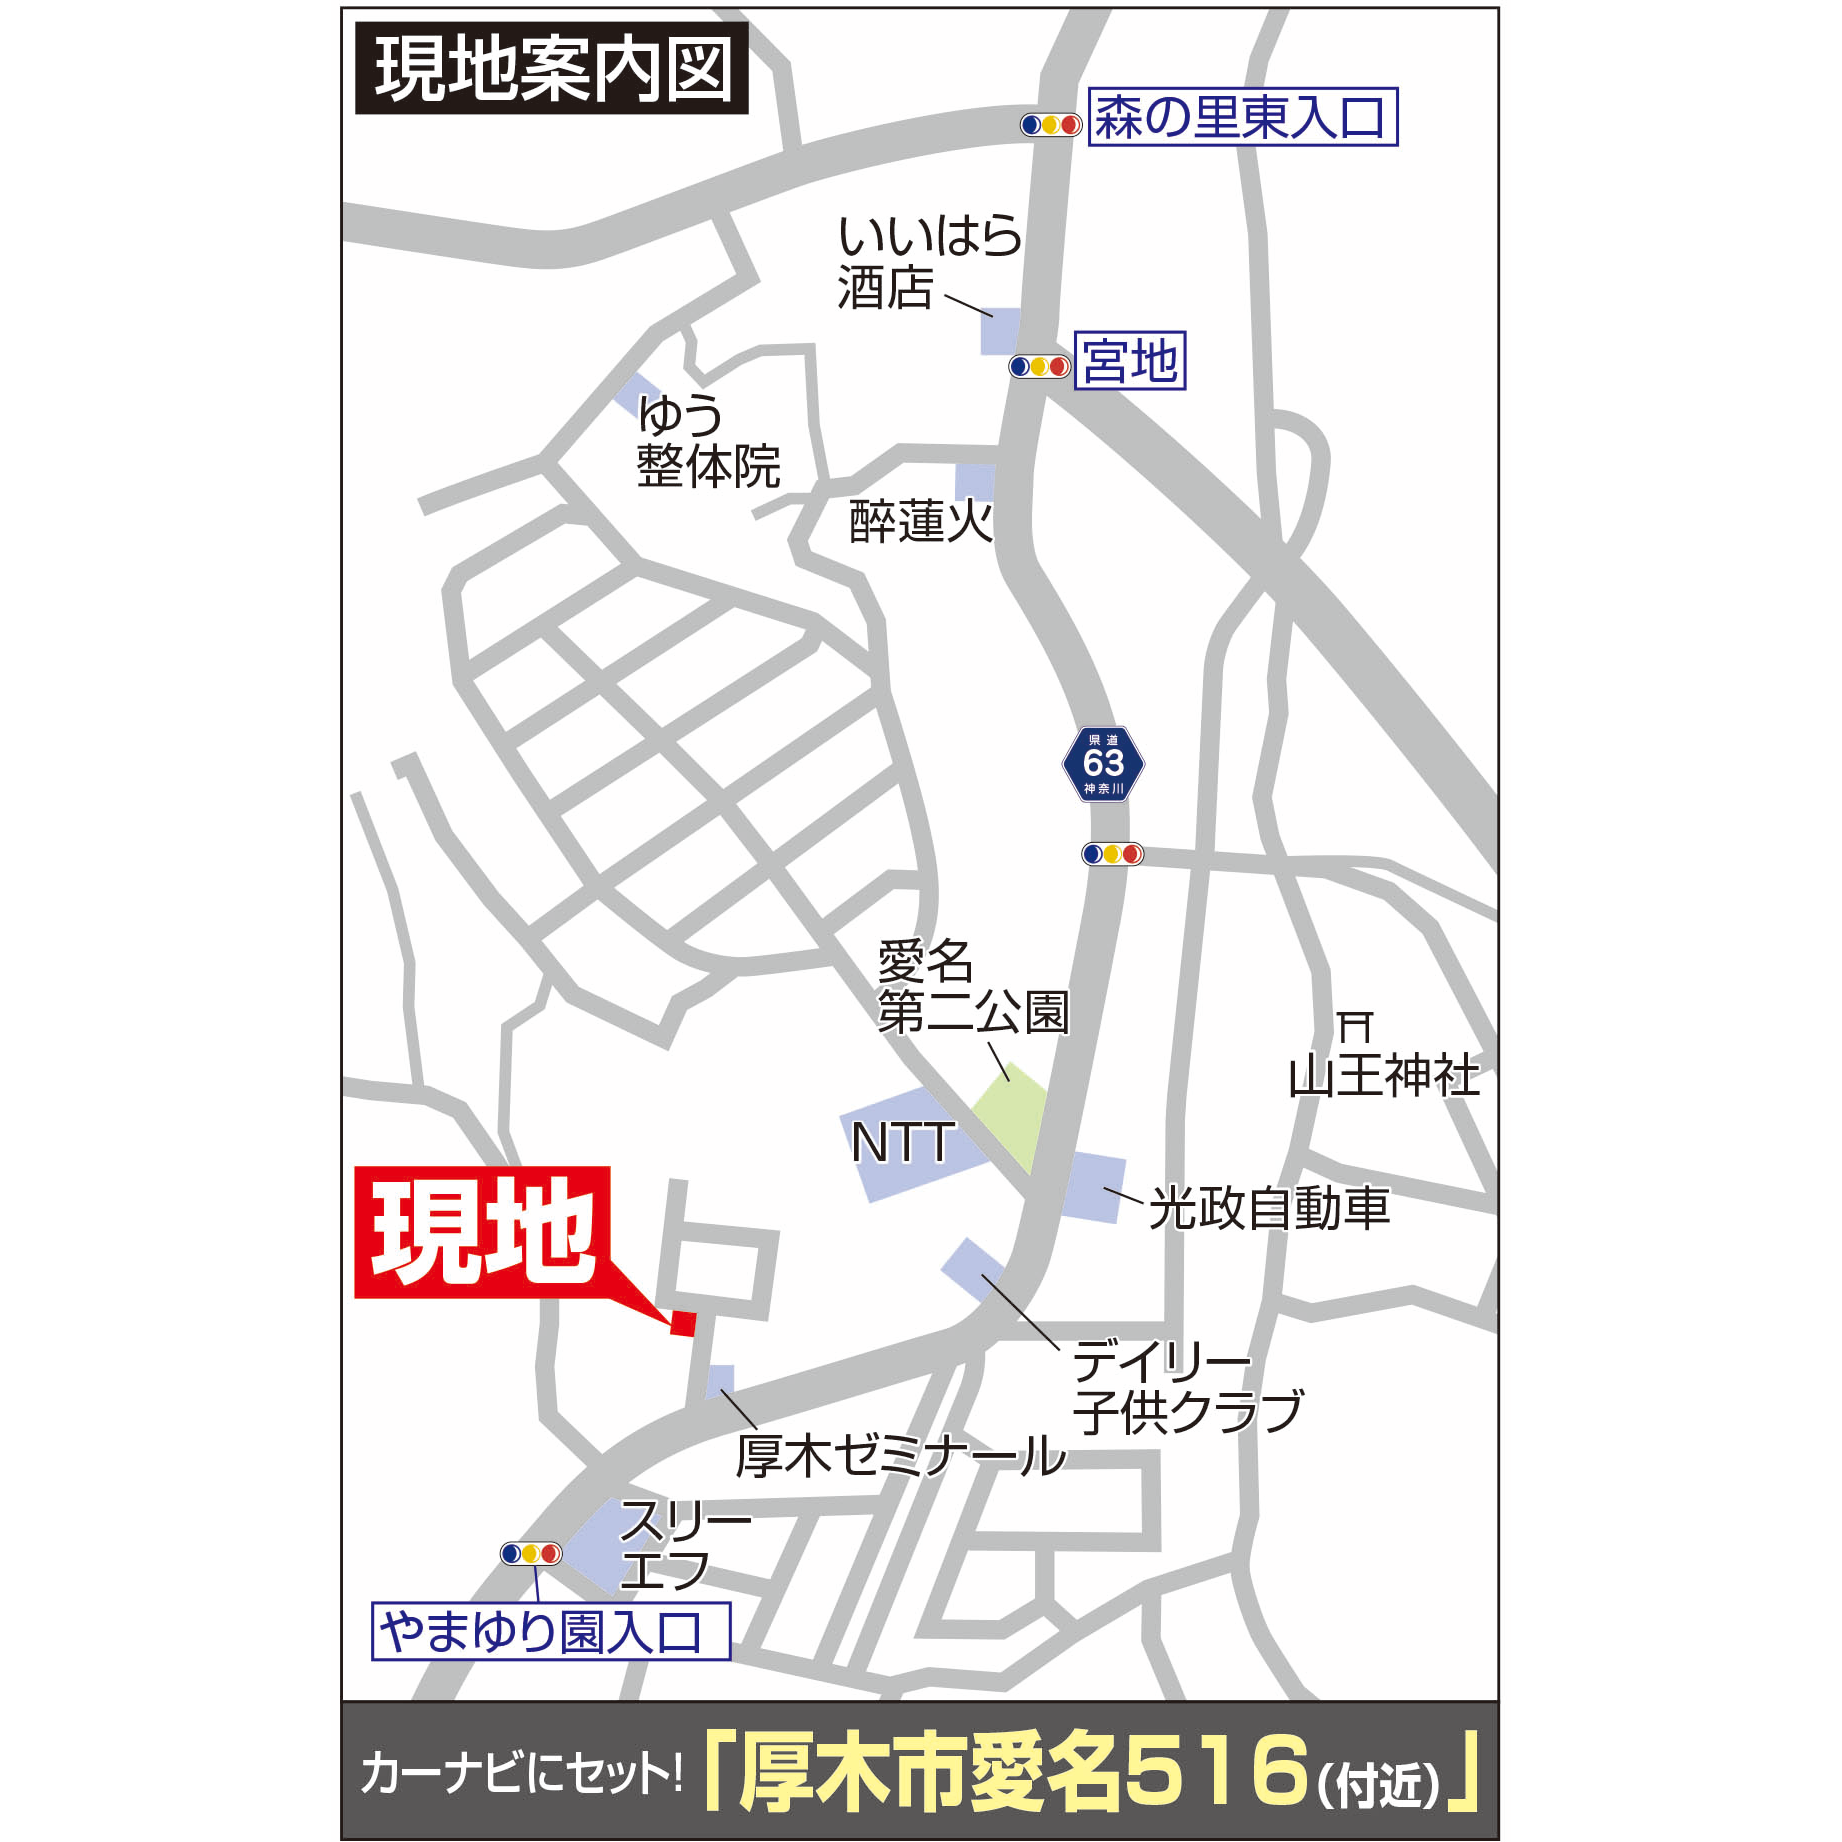 現地案内図
森の里東入口
いいはら
酒店
宮地
ゆう
整体院
醉蓮火
県道
63
神奈川
愛名
第二公園
山王神社
NTT
光政自動車
現地
デイリー
子供クラブ
厚木ゼミナール
スリー
エフ
やまゆり園入口
カーナビにセット!「厚木市愛名516(付近)」